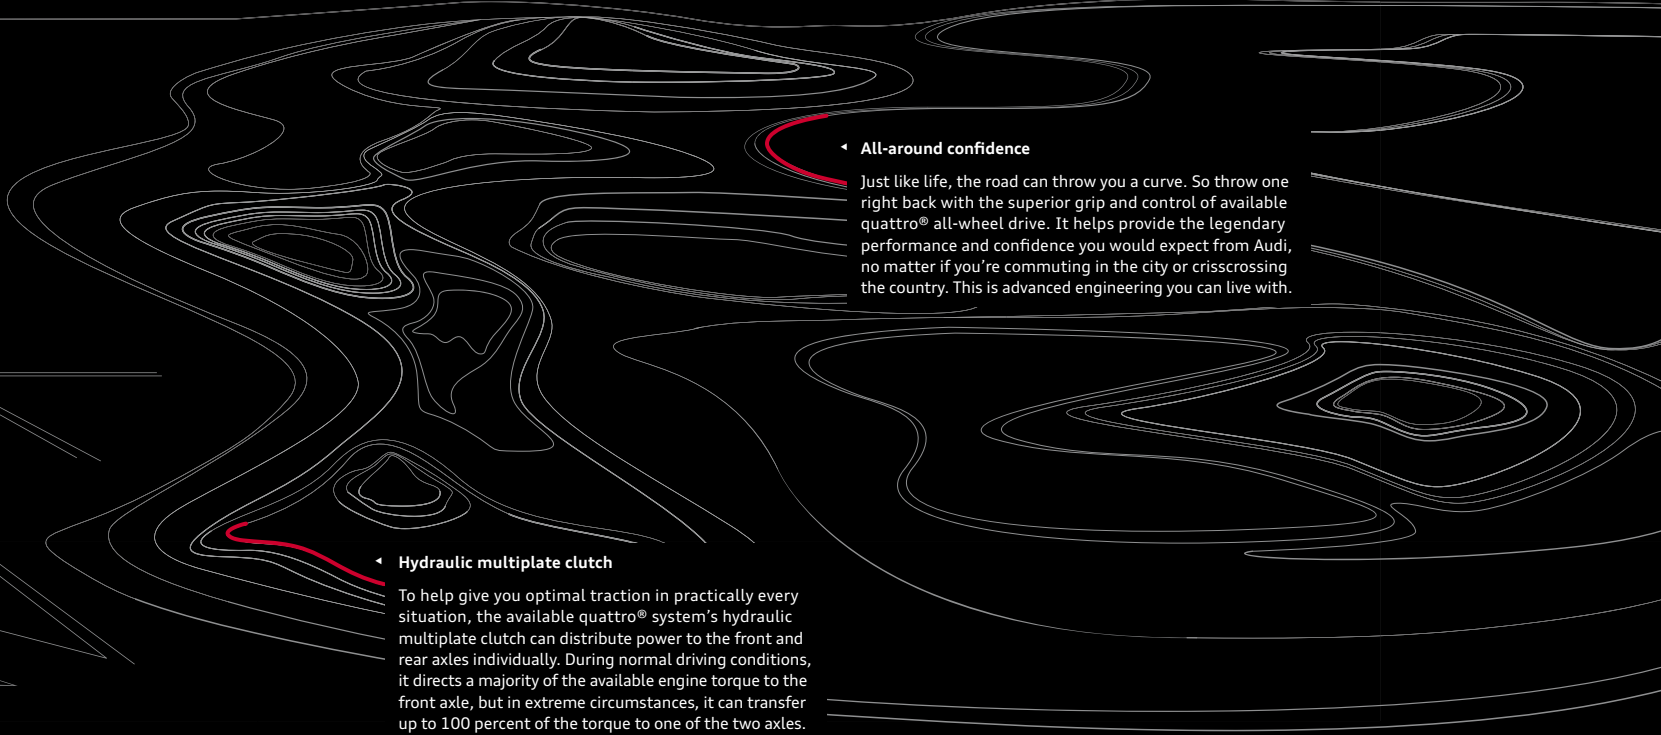 All-around confidence
Just like life, the road can throw you a curve. So throw one
right back with the superior grip and control of available
quattro® all-wheel drive. It helps provide the legendary
performance and confidence you would expect from Audi,
no matter if you’re commuting in the city or crisscrossing
the country. This is advanced engineering you can live with.
Hydraulic multiplate clutch
To help give you optimal traction in practically every
situation, the available quattro® system’s hydraulic
multiplate clutch can distribute power to the front and
rear axles individually. During normal driving conditions,
it directs a majority of the available engine torque to the
front axle, but in extreme circumstances, it can transfer
up to 100 percent of the torque to one of the two axles.